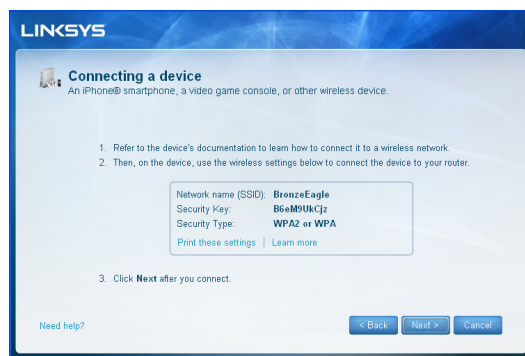 LINKSYS
Connecting a device
An iPhone® smartphone, a video game console, or other wireless device.
1. Refer to the device's documentation to learn how to connect it to a wireless network.
2. Then, on the device, use the wireless settings below to connect the device to your router.
Network name (SSID): BronzeEagle
Security Key: B6eM9UkCjz
Security Type: WPA2 or WPA
Print these settings | Learn more
3. Click Next after you connect.
Need help? < Back Next > Cancel